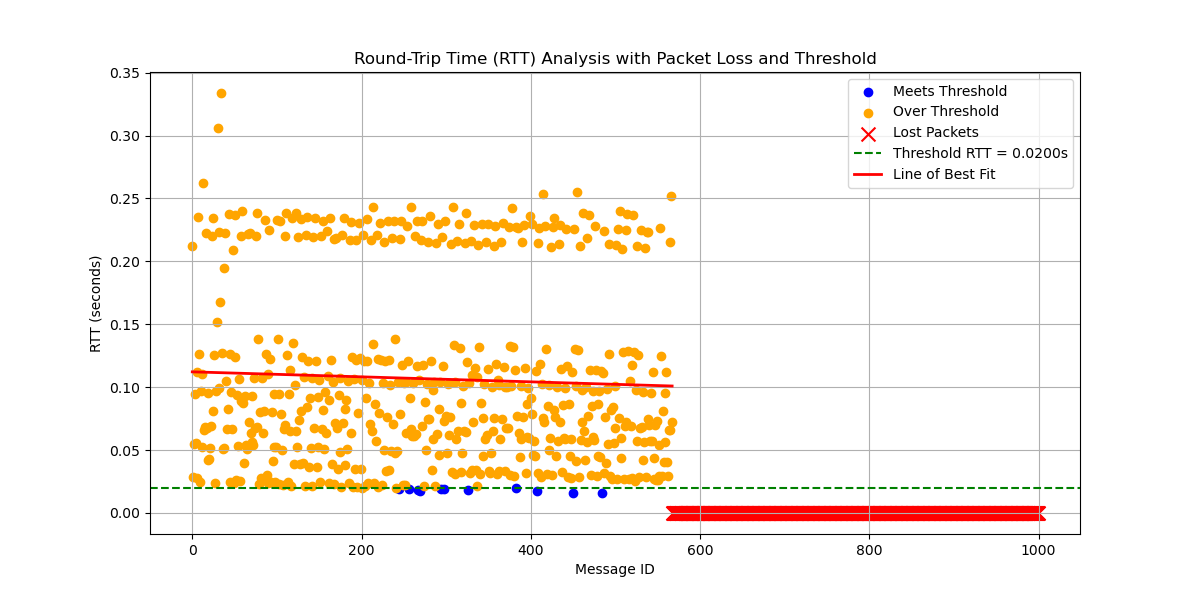 Round-Trip Time (RTT) Analysis with Packet Loss and Threshold
0.35
0.30
0.25
0.20
0.15
0.10
0.05
0.00
RTT (seconds)
Meets Threshold
Over Threshold
Lost Packets
Threshold RTT = 0.0200s
Line of Best Fit
0
200
400
600
800
1000
Message ID